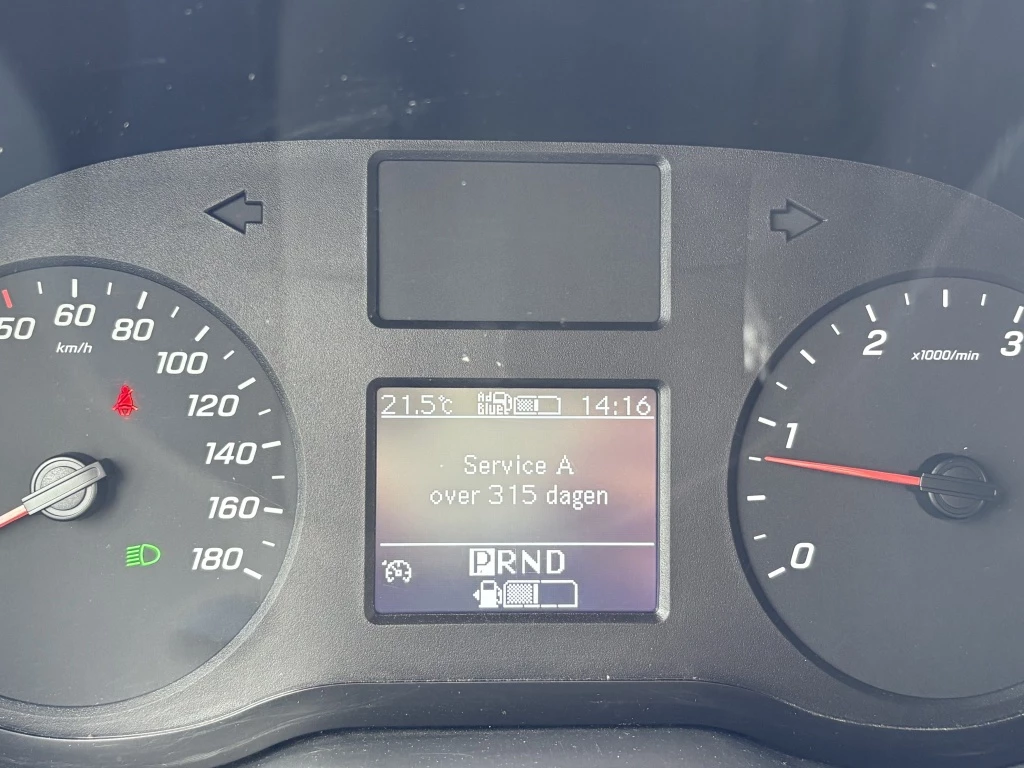 50
60
80
100
120
140
160
180
km/h
21.5°C
Ad
Blue
14:16
Service A
over 315 dagen
PRND
0
1
2
3
x1000/min